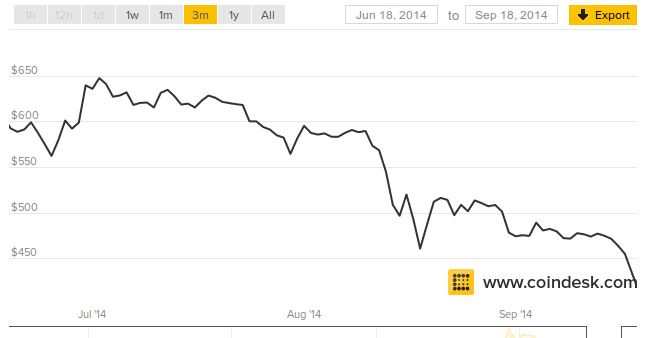 1h 12h 1d 1w 1m 3m 1y All Jun 18, 2014 to Sep 18, 2014 Export
$650
$600
$550
$500
$450
www.coindesk.com
Jul '14 Aug '14 Sep '14